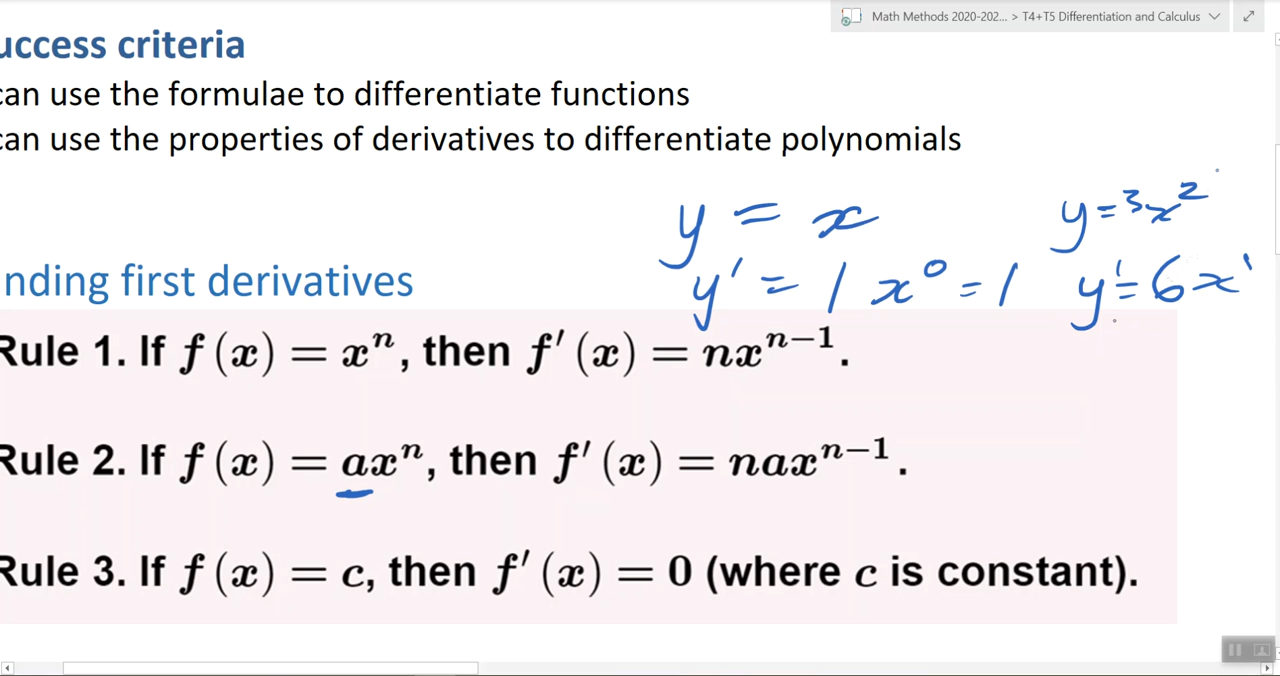 Math Methods 2020-202... > T4+T5 Differentiation and Calculus
uccess criteria
can use the formulae to differentiate functions
can use the properties of derivatives to differentiate polynomials
y = x
y = 3x²
nding first derivatives
y' = 1 x⁰ = 1
y' = 6x¹
Rule 1. If f (x) = xⁿ, then f′ (x) = nxⁿ⁻¹.
Rule 2. If f (x) = axⁿ, then f′ (x) = naxⁿ⁻¹.
Rule 3. If f (x) = c, then f′ (x) = 0 (where c is constant).